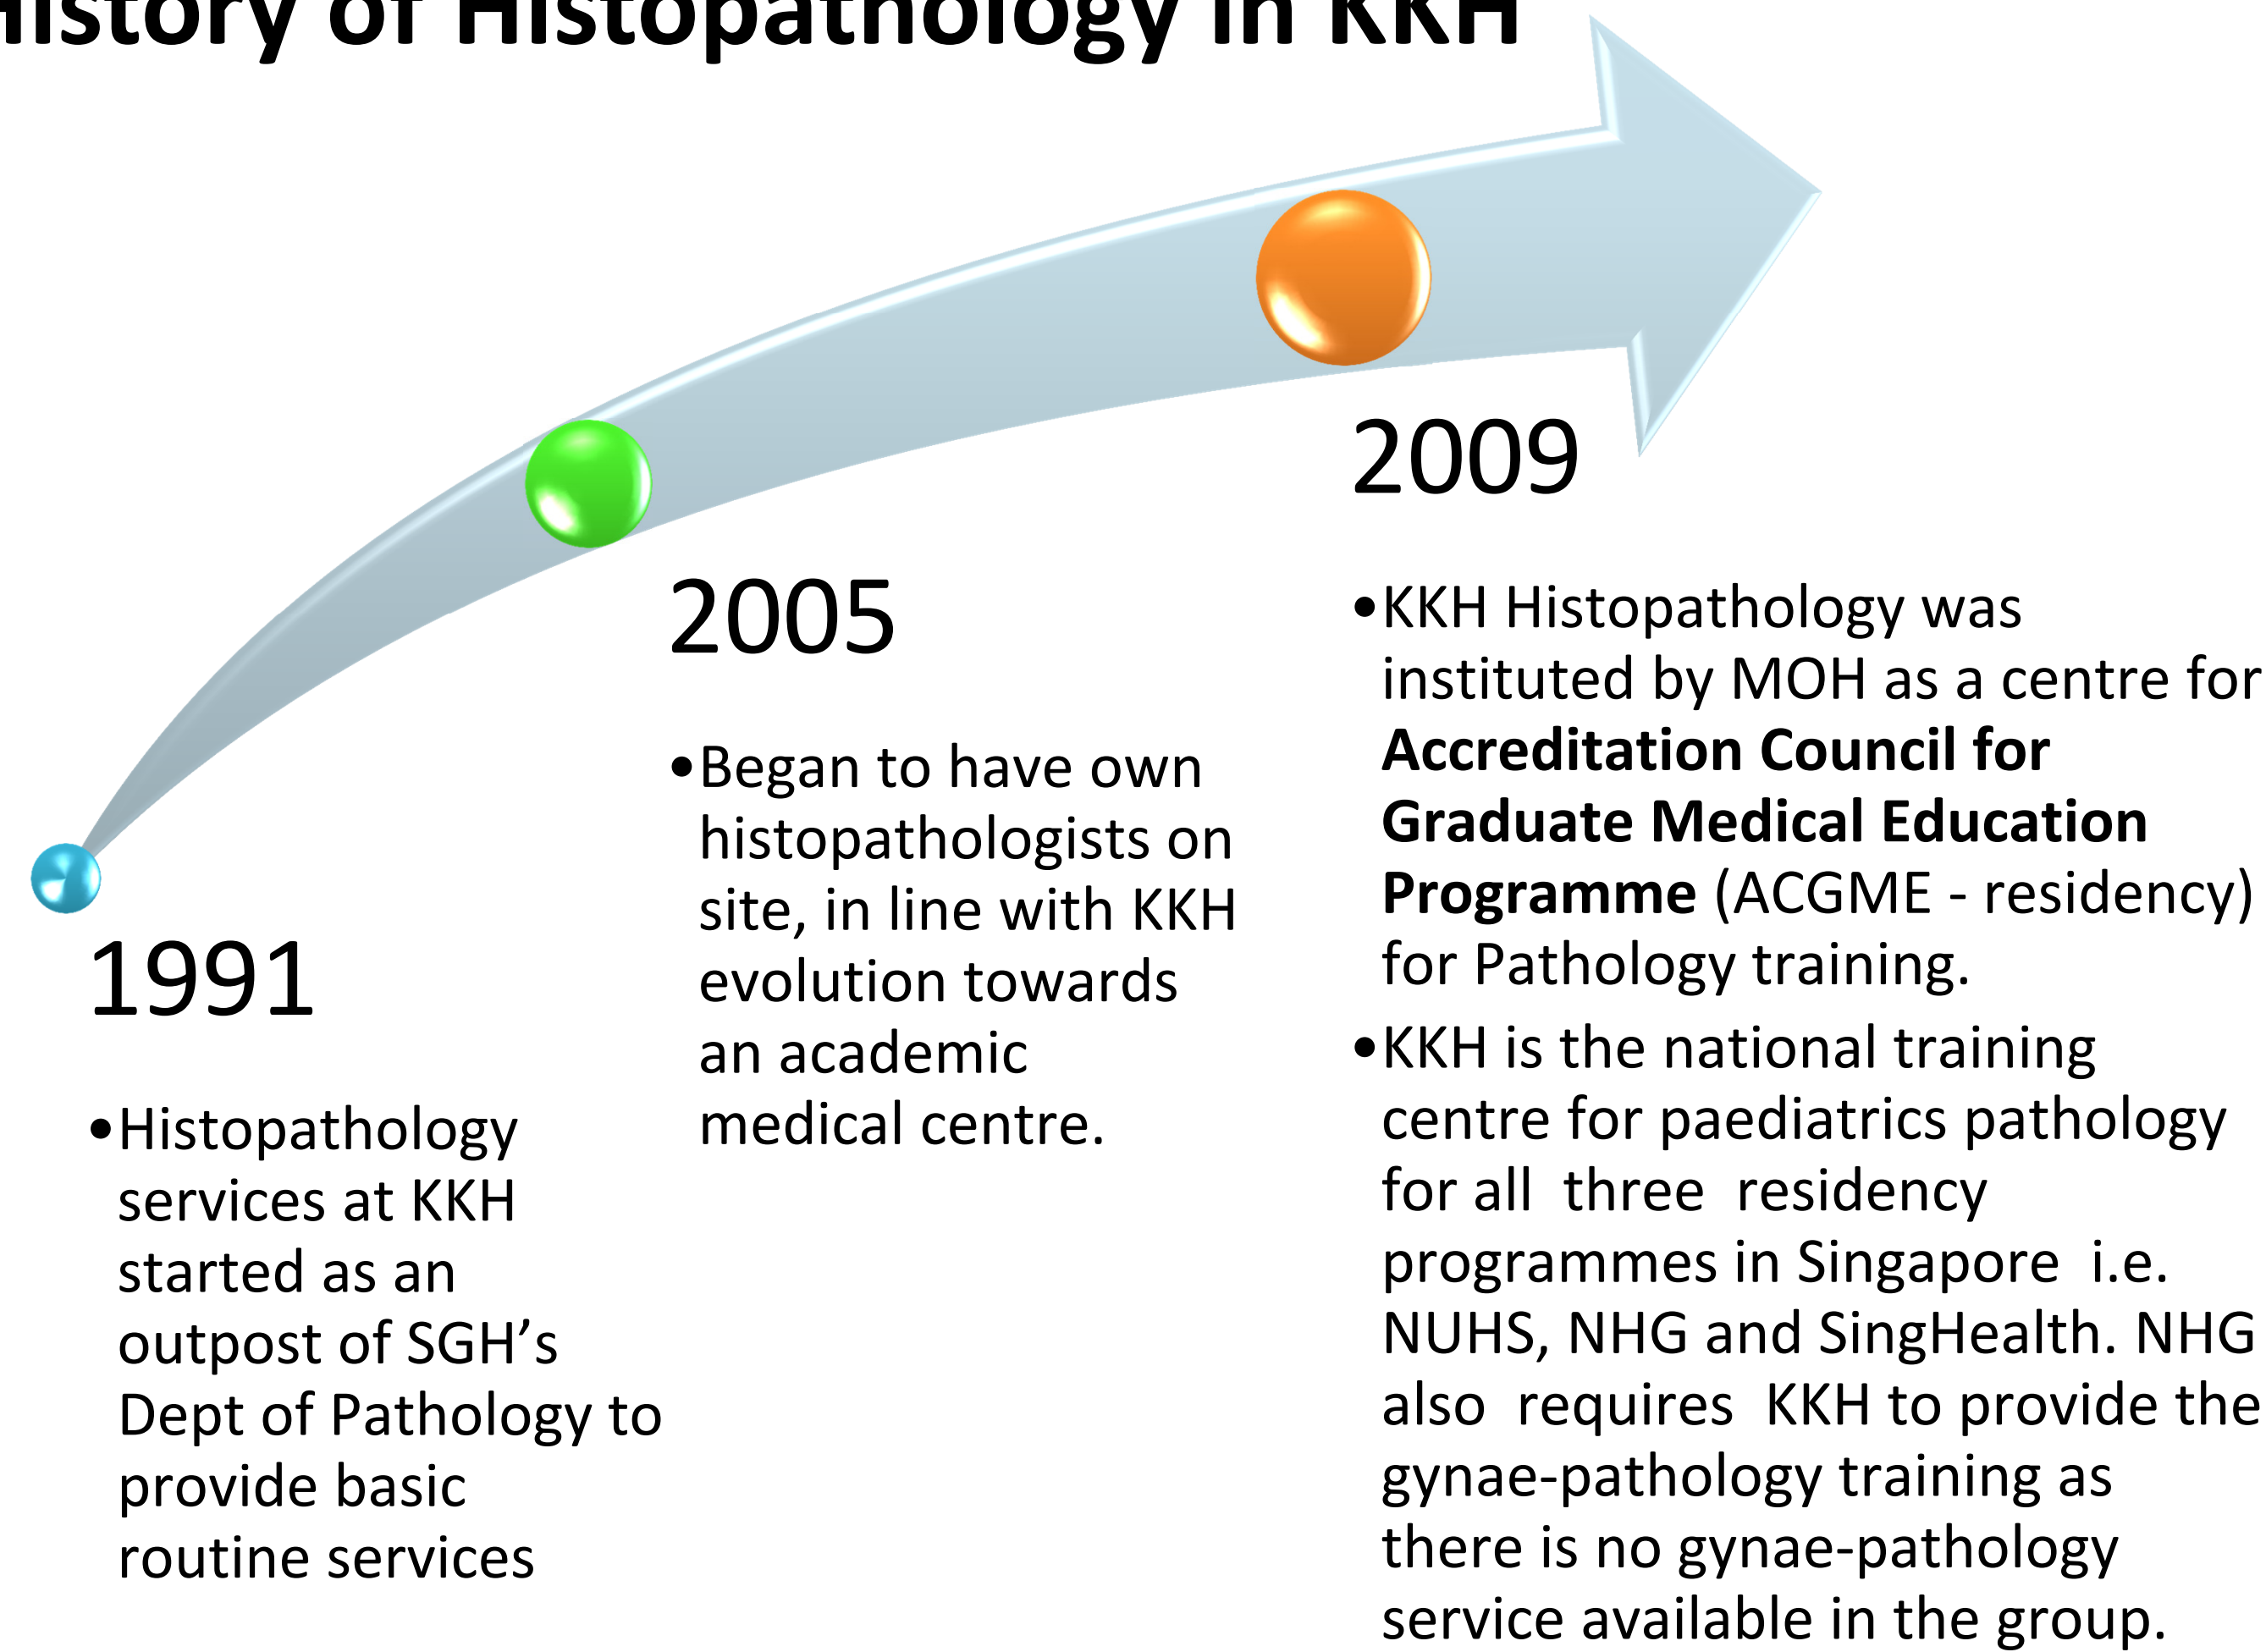 History of Histopathology in KKH
1991
•Histopathology
services at KKH
started as an
outpost of SGH’s
Dept of Pathology to
provide basic
routine services
2005
•Began to have own
histopathologists on
site, in line with KKH
evolution towards
an academic
medical centre.
2009
•KKH Histopathology was
instituted by MOH as a centre for
Accreditation Council for
Graduate Medical Education
Programme (ACGME - residency)
for Pathology training.
•KKH is the national training
centre for paediatrics pathology
for all  three  residency
programmes in Singapore  i.e.
NUHS, NHG and SingHealth. NHG
also  requires  KKH to provide the
gynae-pathology training as
there is no gynae-pathology
service available in the group.